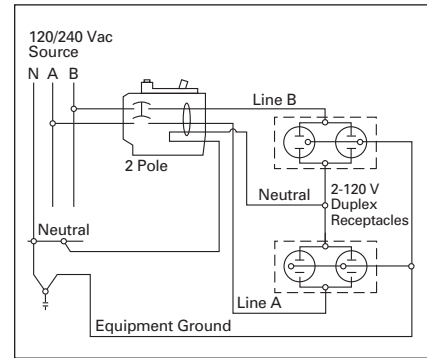 120/240 Vac
Source
N A B
Line B
2 Pole
Neutral
2-120 V
Duplex
Receptacles
Neutral
Line A
Equipment Ground